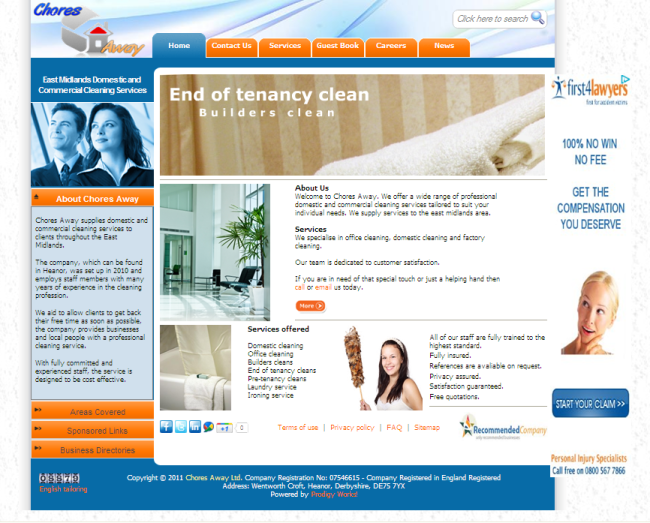 Chores
Away
Click here to search
Home
Contact Us
Services
Guest Book
Careers
News
East Midlands Domestic and
Commercial Cleaning Services
About Chores Away
Chores Away supplies domestic and
commercial cleaning services to
clients throughout the East
Midlands.
The company, which can be found
in Heanor, was set up in 2010 and
employs staff members with many
years of experience in the cleaning
profession.
We aid to allow clients to get back
their free time as soon as possible,
the company provides businesses
and local people with a professional
cleaning service.
With fully committed and
experienced staff, the service is
designed to be cost effective.
Areas Covered
Sponsored Links
Business Directories
End of tenancy clean
Builders clean
About Us
Welcome to Chores Away. We offer a wide range of professional
domestic and commercial cleaning services tailored to suit your
individual needs. We supply services to the east midlands area.
Services
We specialise in office cleaning, domestic cleaning and factory
cleaning.
Our team is dedicated to customer satisfaction.
If you are in need of that special touch or just a helping hand then
call or email us today.
More
Services offered
Domestic cleaning
Office cleaning
Builders cleans
End of tenancy cleans
Pre-tenancy cleans
Laundry service
Ironing service
All of our staff are fully trained to the
highest standard.
Fully insured.
References are available on request.
Privacy assured.
Satisfaction guaranteed.
Free quotations.
+1 0
Terms of use | Privacy policy | FAQ | Sitemap
RecommendedCompany
first4lawyers
100% NO WIN
NO FEE
GET THE
COMPENSATION
YOU DESERVE
START YOUR CLAIM >>
Personal Injury Specialists
Call free on 0800 567 7866
English tailoring
Copyright © 2011 Chores Away Ltd. Company Registration No: 07546615 - Company Registered in England Registered
Address: Wentworth Croft, Heanor, Derbyshire, DE75 7YX
Powered by Prodigy Works!